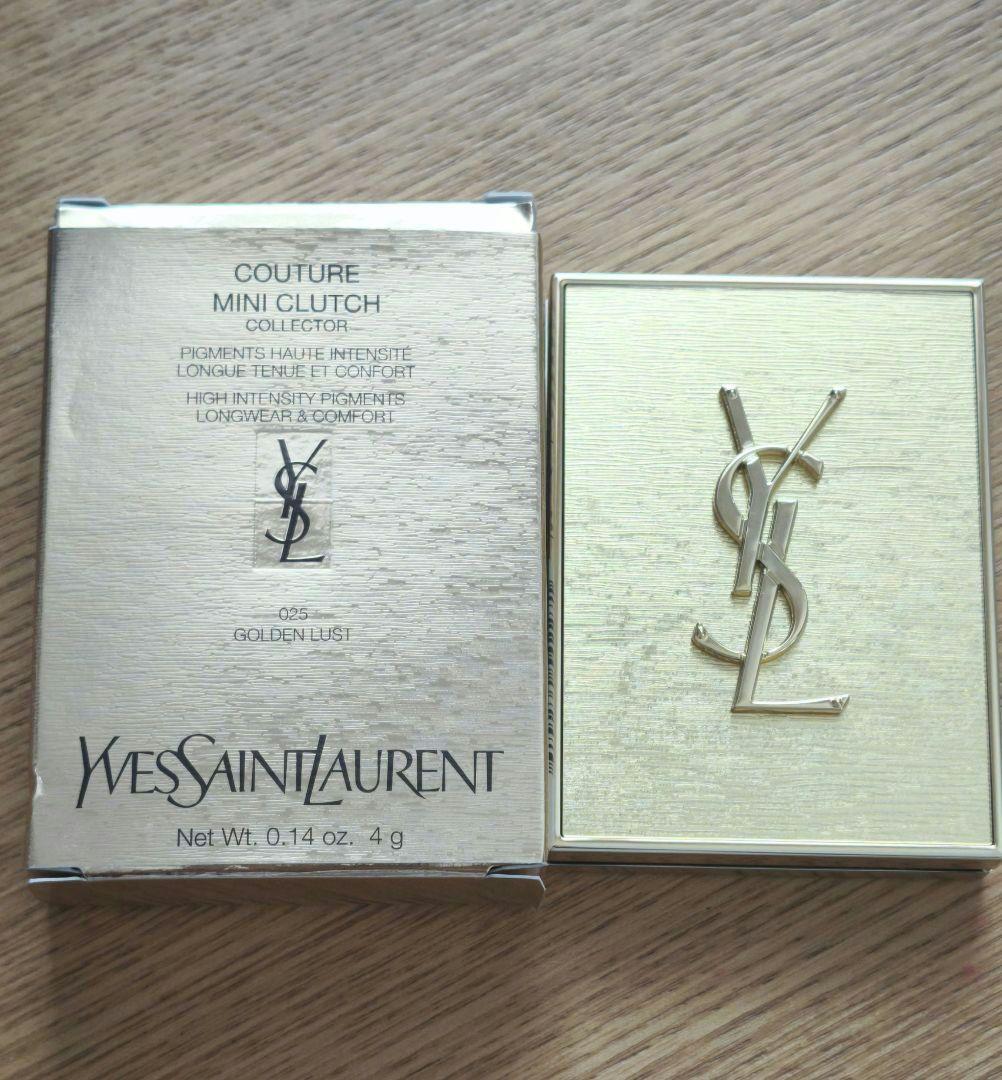 COUTURE
MINI CLUTCH
COLLECTOR
PIGMENTS HAUTE INTENSITÉ
LONGUE TENUE ET CONFORT
HIGH INTENSITY PIGMENTS
LONGWEAR & COMFORT
YSL
025
GOLDEN LUST
YVESSAINTLAURENT
Net Wt. 0.14 oz. 4 g
YSL